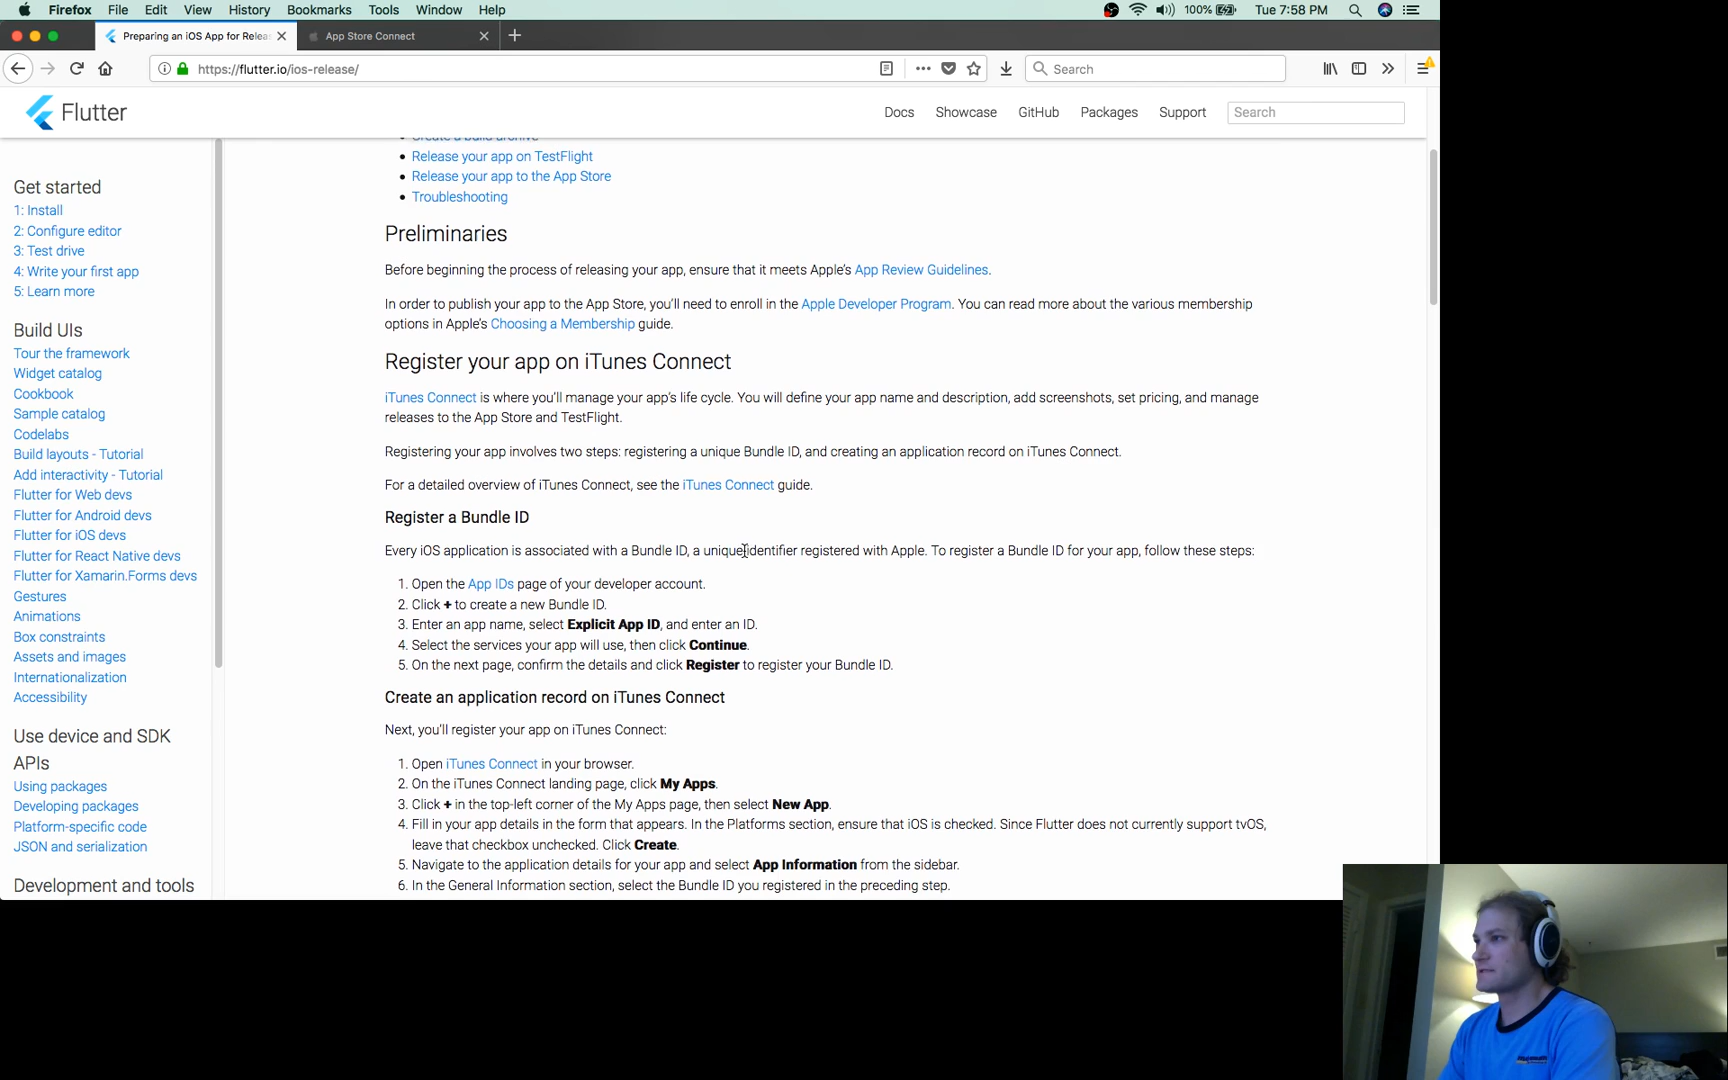 Firefox File Edit View History Bookmarks Tools Window Help 100% Tue 7:58 PM
Preparing an iOS App for Relea App Store Connect
https://flutter.io/ios-release/ Search
Flutter Docs Showcase GitHub Packages Support Search
Get started
1: Install
2: Configure editor
3: Test drive
4: Write your first app
5: Learn more
Build UIs
Tour the framework
Widget catalog
Cookbook
Sample catalog
Codelabs
Build layouts - Tutorial
Add interactivity - Tutorial
Flutter for Web devs
Flutter for Android devs
Flutter for iOS devs
Flutter for React Native devs
Flutter for Xamarin.Forms devs
Gestures
Animations
Box constraints
Assets and images
Internationalization
Accessibility
Use device and SDK
APIs
Using packages
Developing packages
Platform-specific code
JSON and serialization
Development and tools
Create a build archive
Release your app on TestFlight
Release your app to the App Store
Troubleshooting
Preliminaries
Before beginning the process of releasing your app, ensure that it meets Apple's App Review Guidelines.
In order to publish your app to the App Store, you'll need to enroll in the Apple Developer Program. You can read more about the various membership
options in Apple's Choosing a Membership guide.
Register your app on iTunes Connect
iTunes Connect is where you'll manage your app's life cycle. You will define your app name and description, add screenshots, set pricing, and manage
releases to the App Store and TestFlight.
Registering your app involves two steps: registering a unique Bundle ID, and creating an application record on iTunes Connect.
For a detailed overview of iTunes Connect, see the iTunes Connect guide.
Register a Bundle ID
Every iOS application is associated with a Bundle ID, a unique identifier registered with Apple. To register a Bundle ID for your app, follow these steps:
1. Open the App IDs page of your developer account.
2. Click + to create a new Bundle ID.
3. Enter an app name, select Explicit App ID, and enter an ID.
4. Select the services your app will use, then click Continue.
5. On the next page, confirm the details and click Register to register your Bundle ID.
Create an application record on iTunes Connect
Next, you'll register your app on iTunes Connect:
1. Open iTunes Connect in your browser.
2. On the iTunes Connect landing page, click My Apps.
3. Click + in the top-left corner of the My Apps page, then select New App.
4. Fill in your app details in the form that appears. In the Platforms section, ensure that iOS is checked. Since Flutter does not currently support tvOS,
leave that checkbox unchecked. Click Create.
5. Navigate to the application details for your app and select App Information from the sidebar.
6. In the General Information section, select the Bundle ID you registered in the preceding step.